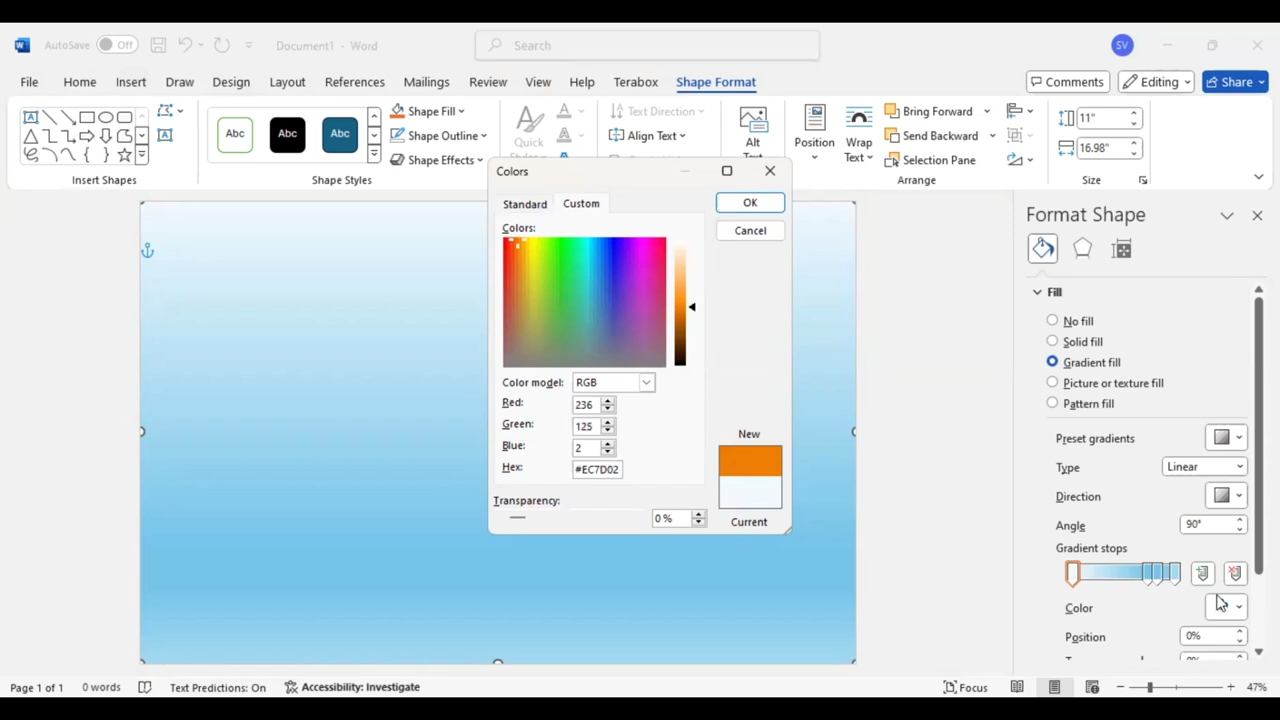 AutoSave Off Document1 - Word Search SV
File Home Insert Draw Design Layout References Mailings Review View Help Terabox Shape Format Comments Editing Share
Abc Abc Abc
Shape Fill
Shape Outline
Shape Effects
Quick
Text Direction
Align Text
Alt
Text
Position
Wrap
Text
Bring Forward
Send Backward
Selection Pane
11"
16.98"
Insert Shapes Shape Styles Arrange Size
Colors
Standard Custom
OK
Cancel
Colors:
Color model: RGB
Red: 236
Green: 125
Blue: 2
Hex: #EC7D02
Transparency:
0 %
New
Current
Format Shape
Fill
No fill
Solid fill
Gradient fill
Picture or texture fill
Pattern fill
Preset gradients
Type Linear
Direction
Angle 90°
Gradient stops
Color
Position 0%
Page 1 of 1 0 words Text Predictions: On Accessibility: Investigate Focus 47%